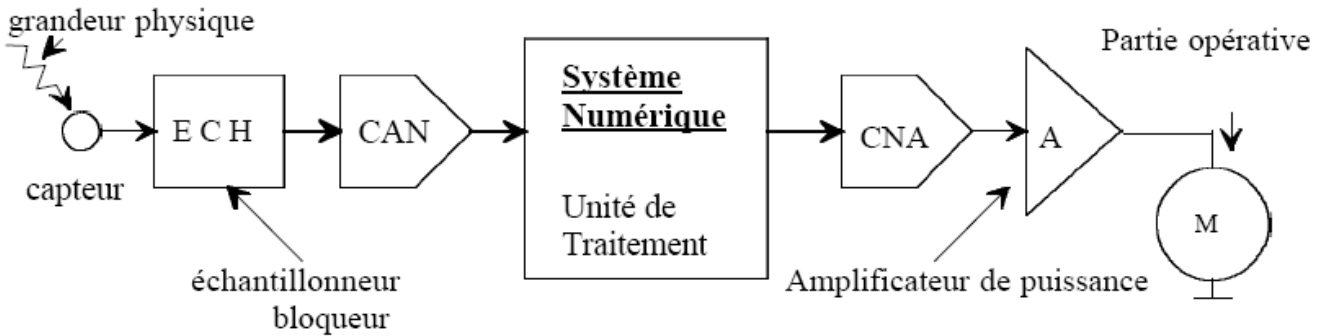 grandeur physique
Partie opérative
Système
Numérique
E C H
CAN
CNA
A
capteur
Unité de
Traitement
M
échantillonneur
bloqueur
Amplificateur de puissance